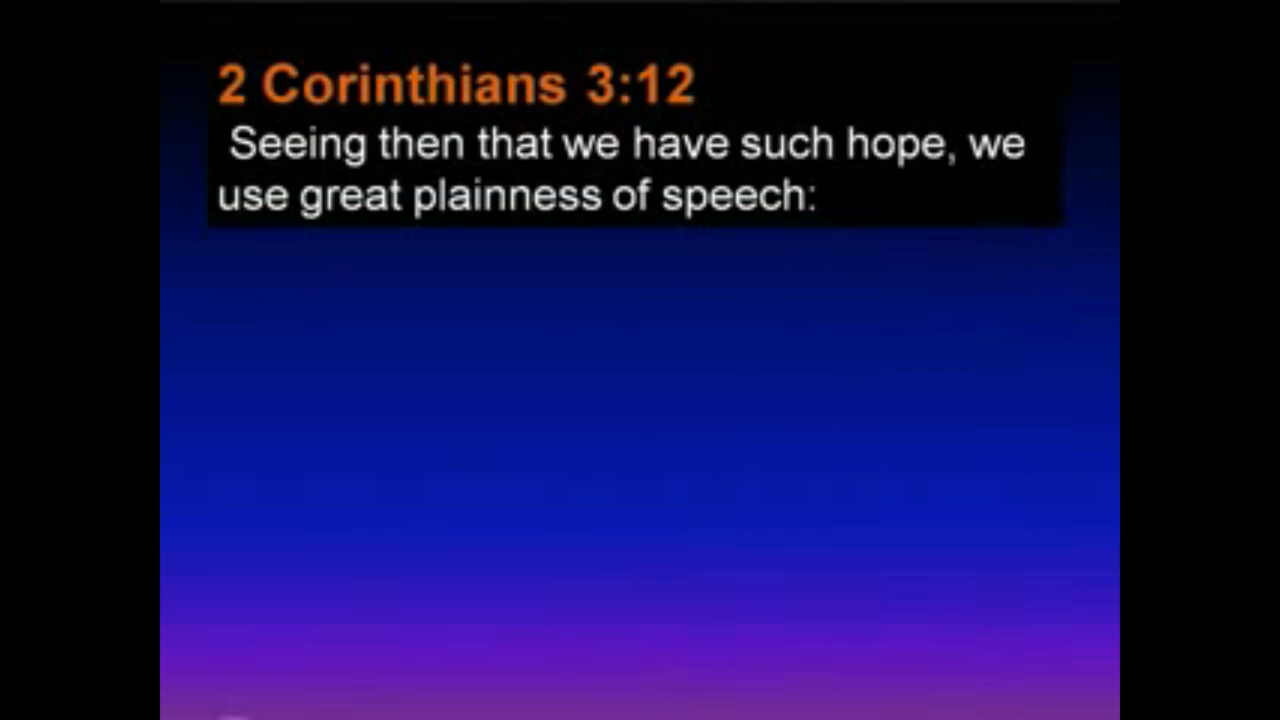 2 Corinthians 3:12
Seeing then that we have such hope, we
use great plainness of speech: